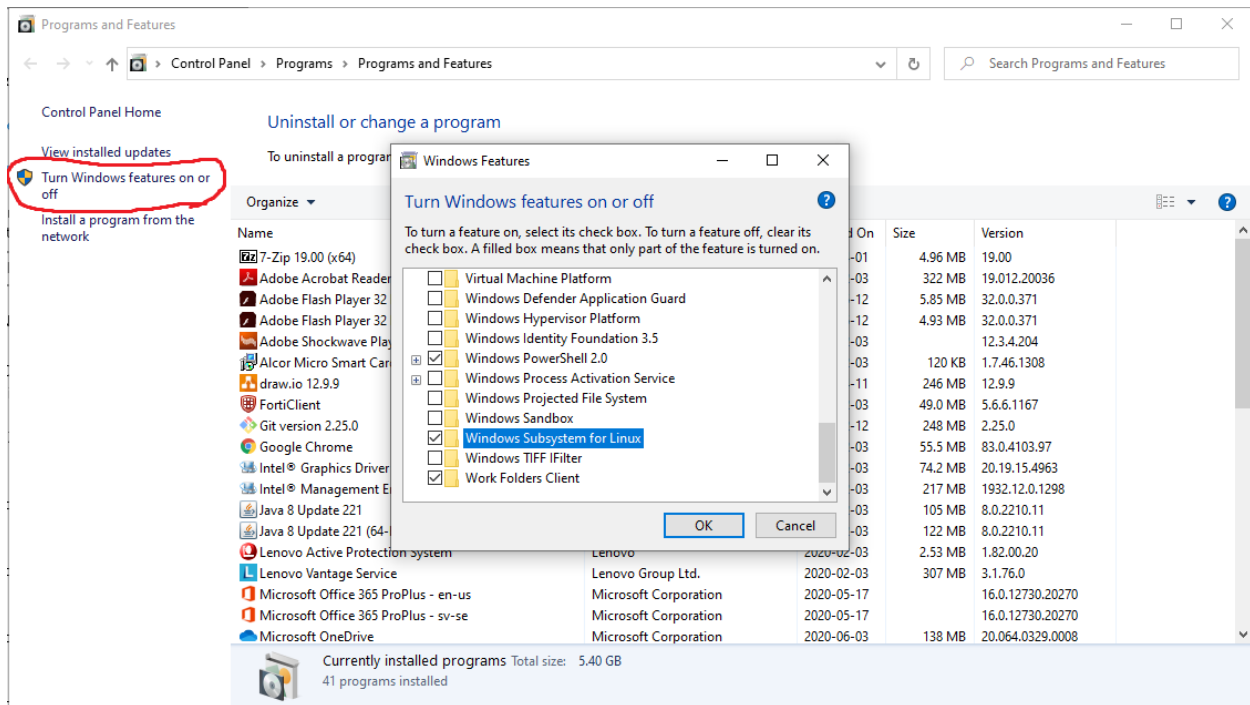 Programs and Features
Control Panel > Programs > Programs and Features
Search Programs and Features
Control Panel Home
View installed updates
Turn Windows features on or
off
Install a program from the
network
Uninstall or change a program
To uninstall a program
Organize
Name
d On
Size
Version
7-Zip 19.00 (x64)
-01
4.96 MB
19.00
Adobe Acrobat Reader
-03
322 MB
19.012.20036
Adobe Flash Player 32
-12
5.85 MB
32.0.0.371
Adobe Flash Player 32
-12
4.93 MB
32.0.0.371
Adobe Shockwave Play
-03
12.3.4.204
Alcor Micro Smart Car
-03
120 KB
1.7.46.1308
draw.io 12.9.9
-11
246 MB
12.9.9
FortiClient
-03
49.0 MB
5.6.6.1167
Git version 2.25.0
-12
248 MB
2.25.0
Google Chrome
-03
55.5 MB
83.0.4103.97
Intel® Graphics Driver
-03
74.2 MB
20.19.15.4963
Intel® Management E
-03
217 MB
1932.12.0.1298
Java 8 Update 221
-03
105 MB
8.0.2210.11
Java 8 Update 221 (64-
-03
122 MB
8.0.2210.11
Lenovo Active Protection System
Lenovo
2020-02-03
2.53 MB
1.82.00.20
Lenovo Vantage Service
Lenovo Group Ltd.
2020-02-03
307 MB
3.1.76.0
Microsoft Office 365 ProPlus - en-us
Microsoft Corporation
2020-05-17
16.0.12730.20270
Microsoft Office 365 ProPlus - sv-se
Microsoft Corporation
2020-05-17
16.0.12730.20270
Microsoft OneDrive
Microsoft Corporation
2020-06-03
138 MB
20.064.0329.0008
Currently installed programs Total size: 5.40 GB
41 programs installed
Windows Features
Turn Windows features on or off
To turn a feature on, select its check box. To turn a feature off, clear its
check box. A filled box means that only part of the feature is turned on.
Virtual Machine Platform
Windows Defender Application Guard
Windows Hypervisor Platform
Windows Identity Foundation 3.5
Windows PowerShell 2.0
Windows Process Activation Service
Windows Projected File System
Windows Sandbox
Windows Subsystem for Linux
Windows TIFF IFilter
Work Folders Client
OK
Cancel